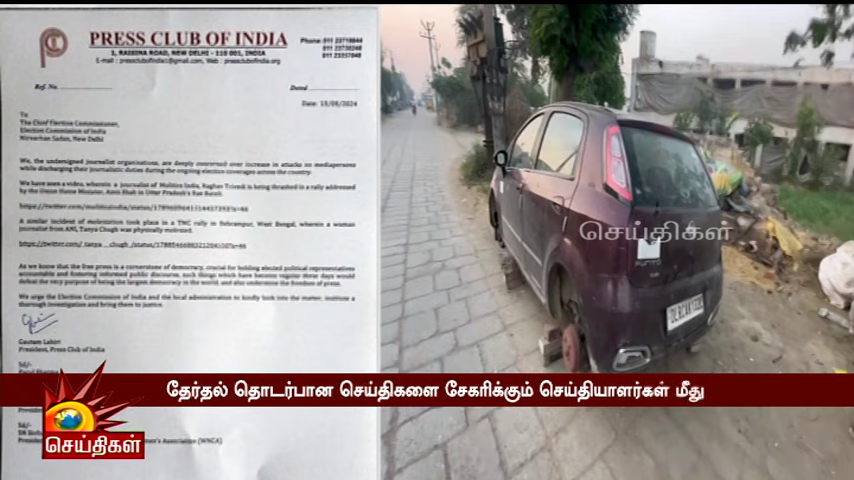 PRESS CLUB OF INDIA
1, RAISINA ROAD, NEW DELHI - 110 001, INDIA
E-mail : pressclubofindia1@gmail.com Web : pressclubofindia.org
Phone: 011 23719844
011 23730248
011 23357048
Ref. No.
Dated
Date: 15/05/2024
To
The Chief Election Commissioner,
Election Commission of India
Nirvachan Sadan, New Delhi
We, the undersigned journalist organizations, are deeply concerned over increase in attacks on mediapersons
while discharging their journalistic duties during the ongoing election coverages across the country.
We have seen a video, wherein a journalist of Molitics India, Raghav Trivedi is being thrashed in a rally addressed
by the Union Home Minister, Amit Shah in Uttar Pradesh's Rae Bareli.
A similar incident of molestation took place in a TMC rally in Behrampur, West Bengal, wherein a woman
journalist from ANI, Tanya Chugh was physically molested.
As we know that the free press is a cornerstone of democracy, crucial for holding elected political representatives
accountable and fostering informed public discourse, such things which have become regular these days would
defeat the very purpose of being the largest democracy in the world, and also undermine the freedom of press.
We urge the Election Commission of India and the local administration to kindly look into the matter, institute a
thorough investigation and bring them to justice.
Gautam Lahiri
President, Press Club of India
Sd/-
செய்திகள்
தேர்தல் தொடர்பான செய்திகளை சேகரிக்கும் செய்தியாளர்கள் மீது
Sd/-
செய்திகள்
Women's Association (WNCA)